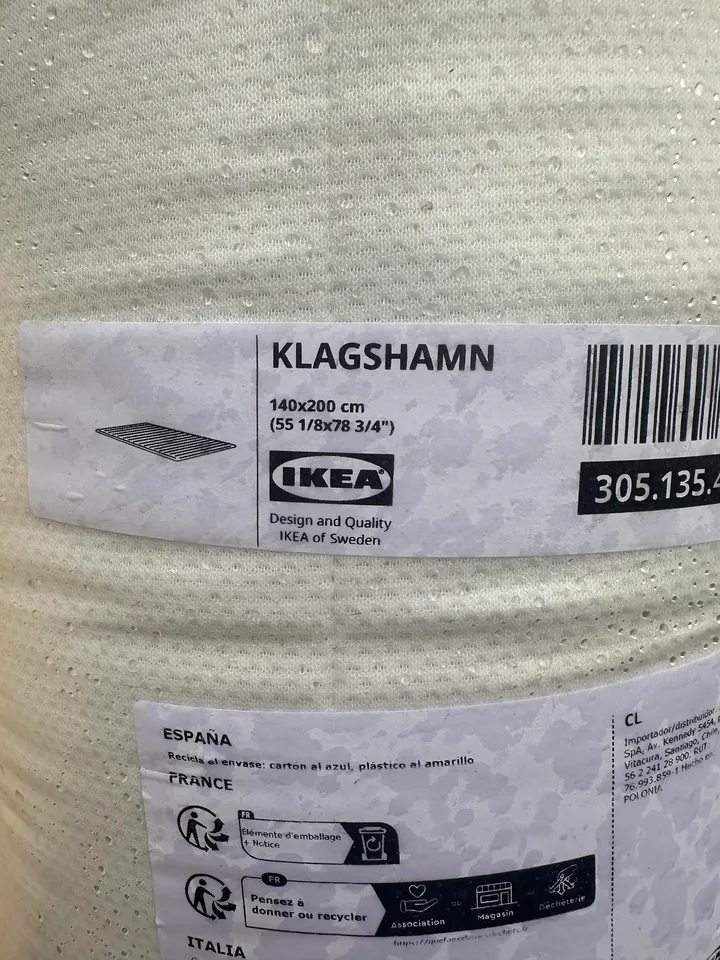 KLAGSHAMN
140x200 cm
(55 1/8x78 3/4")
IKEA
®
Design and Quality
IKEA of Sweden
305.135.4
ESPAÑA
Recicla el envase: cartón al azul, plástico al amarillo
FRANCE
FR
Elémente d'emballage
+ Notice
FR
Pensez à
donner ou recycler
Association
ou
Magasin
ou
Déchèterie
ITALIA
CL
Importador/distribuidor:
SpA, Av. Kennedy 5454,
Vitacura, Santiago, Chile,
56 2 241 28 900, RUT:
76.993.859-1 Hecho en
POLONIA